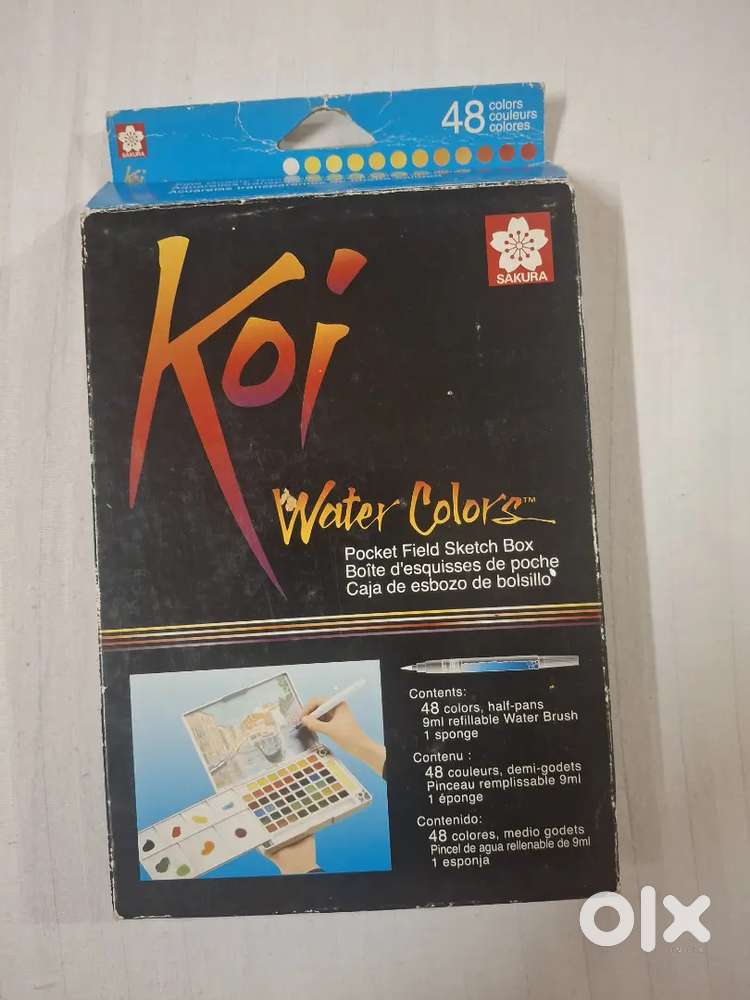 48 colors
couleurs
colores
SAKURA
Koi
Koi
SAKURA
Water Colors™
Pocket Field Sketch Box
Boîte d'esquisses de poche
Caja de esbozo de bolsillo
Contents:
48 colors, half-pans
9ml refillable Water Brush
1 sponge
Contenu :
48 couleurs, demi-godets
Pinceau remplissable 9ml
1 éponge
Contenido:
48 colores, medio godets
Pincel de agua rellenable de 9ml
1 esponja
olx